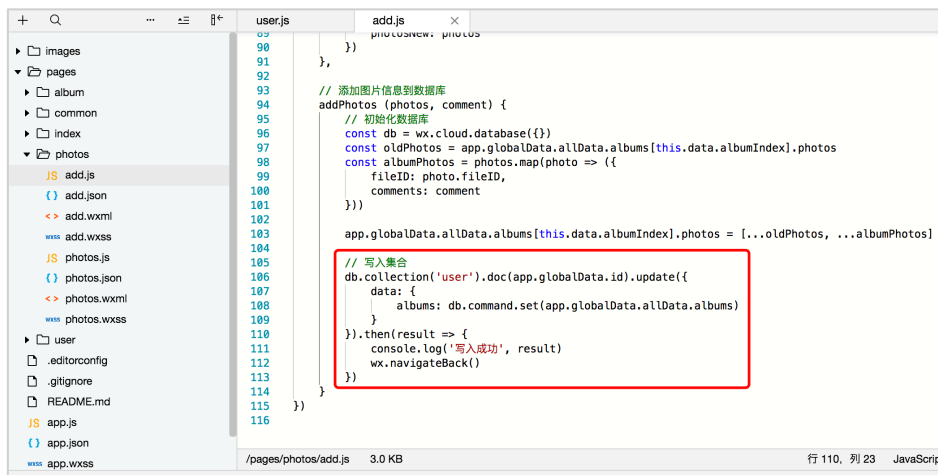 user.js
add.js
images
pages
album
common
index
photos
add.js
add.json
add.wxml
wxss add.wxss
photos.js
photos.json
photos.wxml
wxss photos.wxss
user
.editorconfig
.gitignore
README.md
JS app.js
{ } app.json
wxss app.wxss
89 photosNew: photos
90 })
91 },
92
93 // 添加图片信息到数据库
94 addPhotos (photos, comment) {
95 // 初始化数据库
96 const db = wx.cloud.database({})
97 const oldPhotos = app.globalData.allData.albums[this.data.albumIndex].photos
98 const albumPhotos = photos.map(photo => ({
99 fileID: photo.fileID,
100 comments: comment
101 }))
102
103 app.globalData.allData.albums[this.data.albumIndex].photos = [...oldPhotos, ...albumPhotos]
104
105 // 写入集合
106 db.collection('user').doc(app.globalData.id).update({
107 data: {
108 albums: db.command.set(app.globalData.allData.albums)
109 }
110 }).then(result => {
111 console.log('写入成功', result)
112 wx.navigateBack()
113 })
114 }
115 })
116
/pages/photos/add.js 3.0 KB
行 110, 列 23 JavaScrip